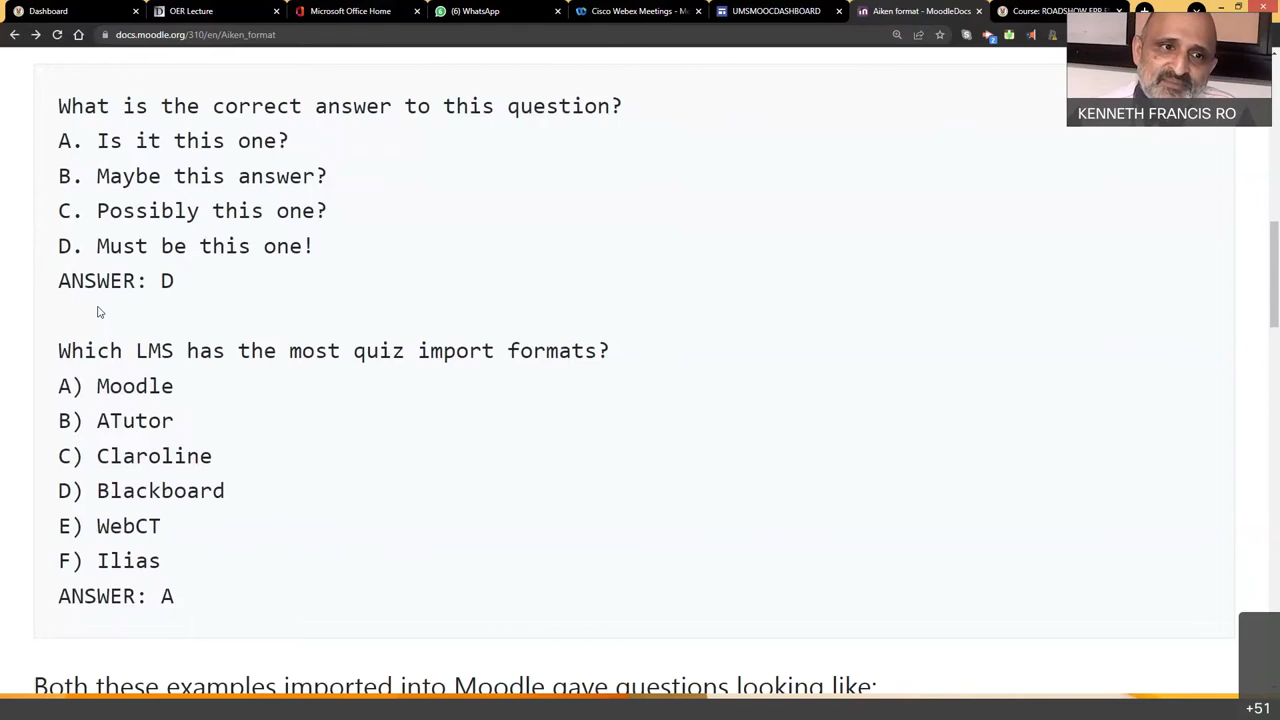 Dashboard
OER Lecture
Microsoft Office Home
(6) WhatsApp
Cisco Webex Meetings - Me
UMSMOOCDASHBOARD
Aiken format - MoodleDocs
Course: ROADSHOW
docs.moodle.org/310/en/Aiken_format
KENNETH FRANCIS RO
What is the correct answer to this question?
A. Is it this one?
B. Maybe this answer?
C. Possibly this one?
D. Must be this one!
ANSWER: D
Which LMS has the most quiz import formats?
A) Moodle
B) ATutor
C) Claroline
D) Blackboard
E) WebCT
F) Ilias
ANSWER: A
Both these examples imported into Moodle gave questions looking like:
+51